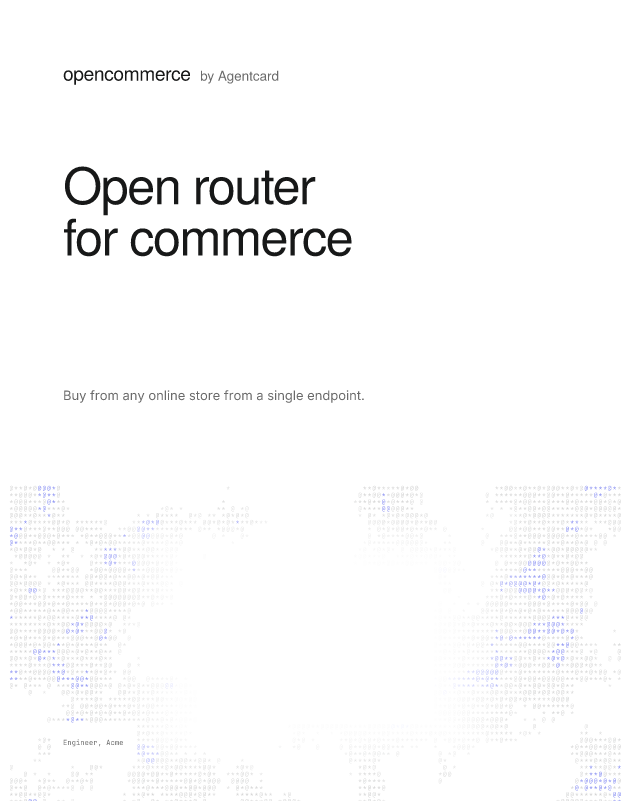 opencommerce by Agentcard
Open router
for commerce
Buy from any online store from a single endpoint.
Engineer, Acme